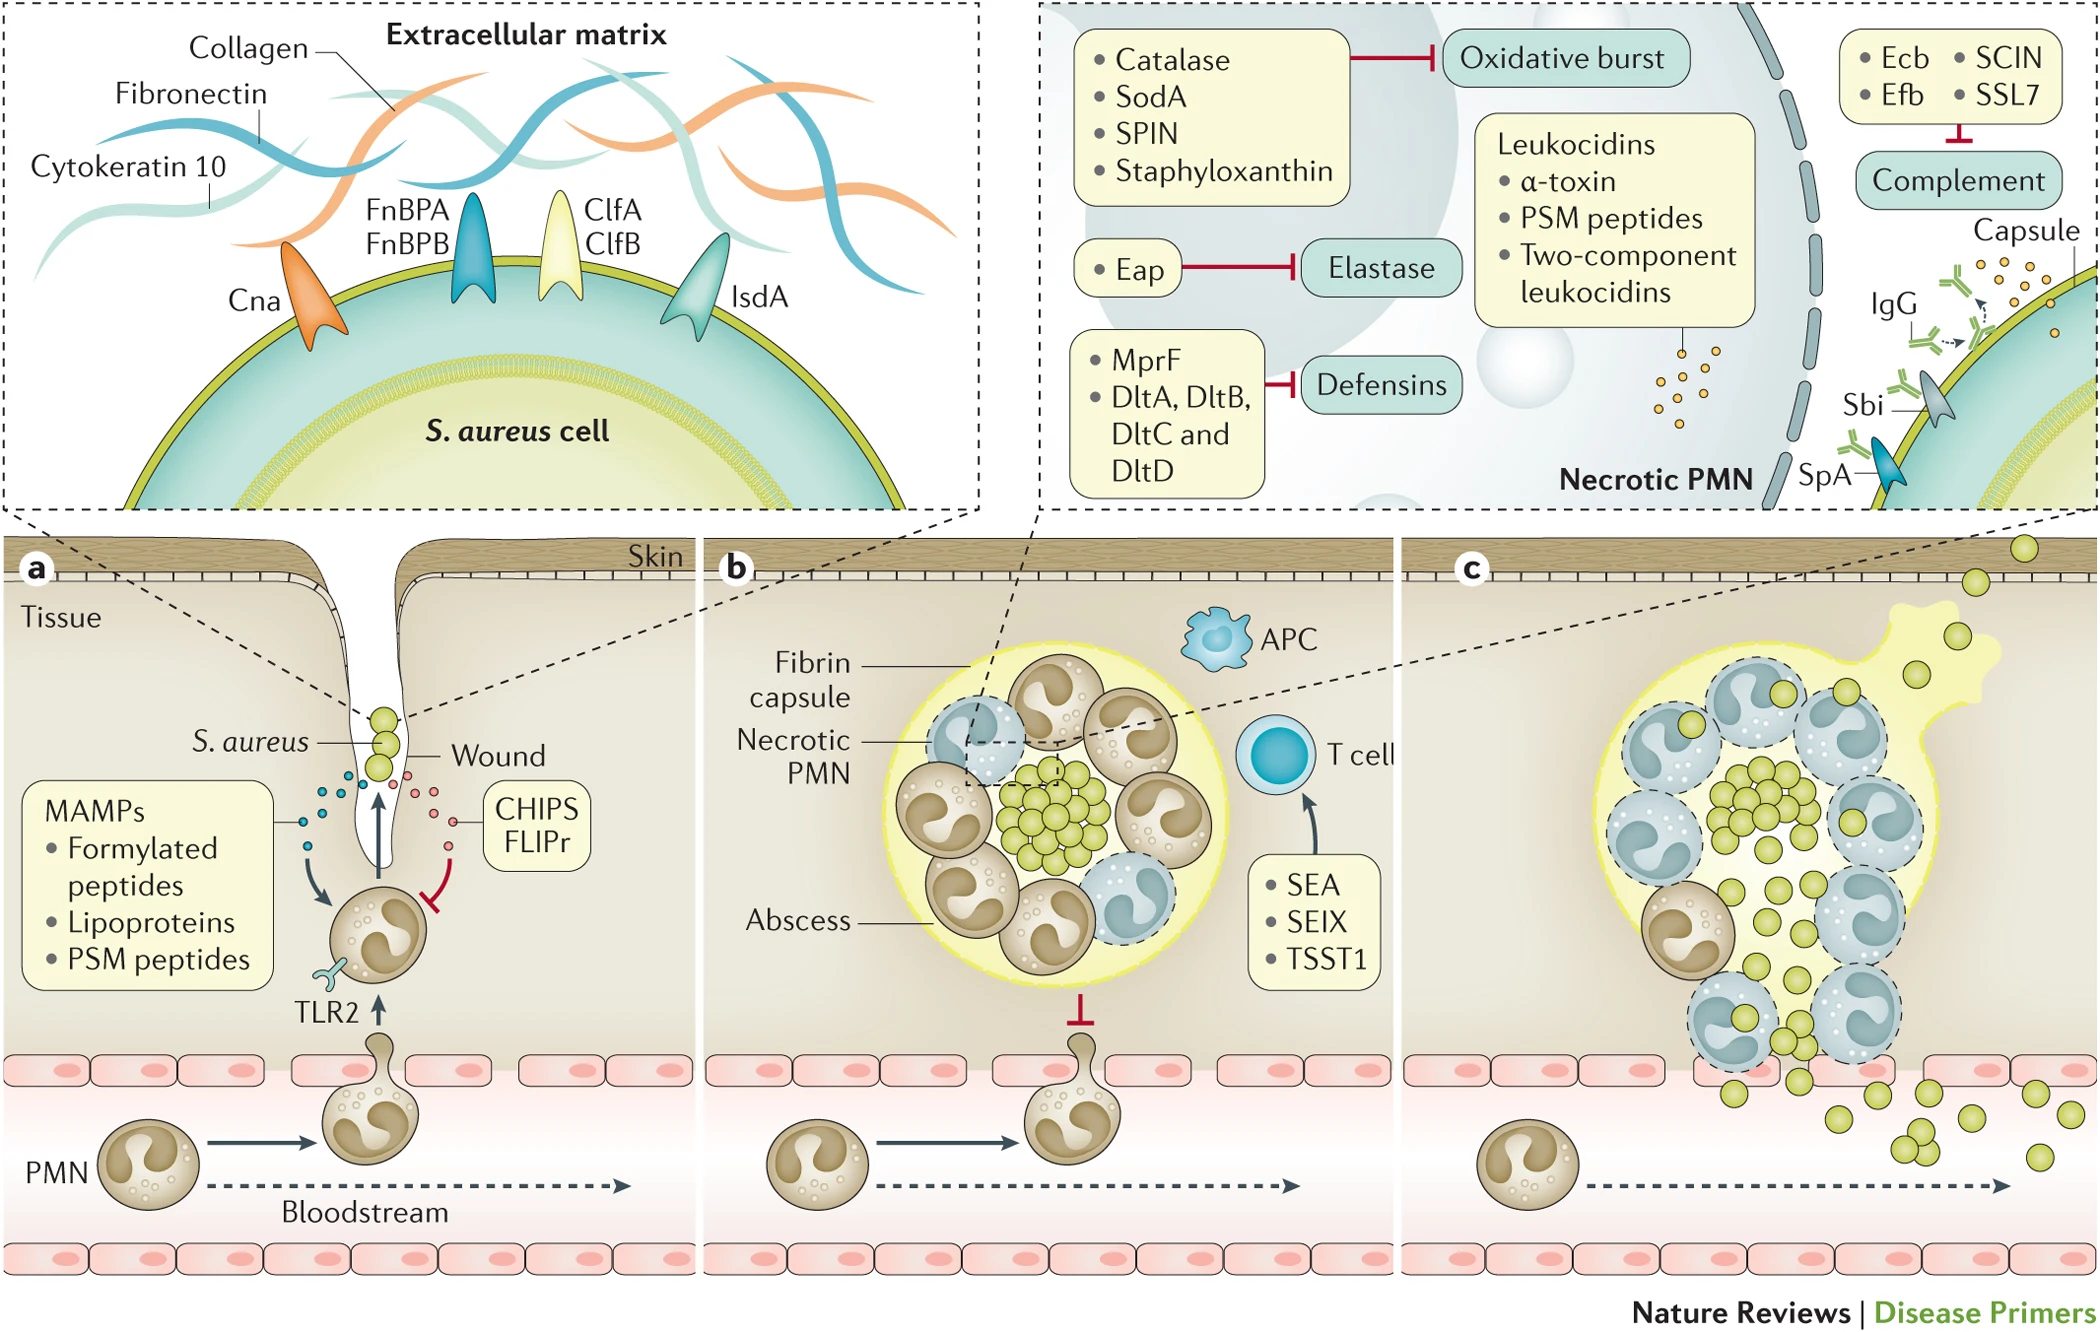 Extracellular matrix
Collagen
Fibronectin
Cytokeratin 10
FnBPA
FnBPB
ClfA
ClfB
Cna
IsdA
S. aureus cell
• Catalase
• SodA
• SPIN
• Staphyloxanthin
Oxidative burst
Leukocidins
• α-toxin
• PSM peptides
• Two-component
leukocidins
• Eap
Elastase
• MprF
• DltA, DltB,
DltC and
DltD
Defensins
Necrotic PMN
• Ecb • SCIN
• Efb • SSL7
Complement
Capsule
IgG
Sbi
SpA
a
Skin
Tissue
S. aureus
Wound
MAMPs
• Formylated
peptides
• Lipoproteins
• PSM peptides
CHIPS
FLIPr
TLR2
PMN
Bloodstream
b
APC
Fibrin
capsule
Necrotic
PMN
T cell
Abscess
• SEA
• SEIX
• TSST1
c
Nature Reviews | Disease Primers